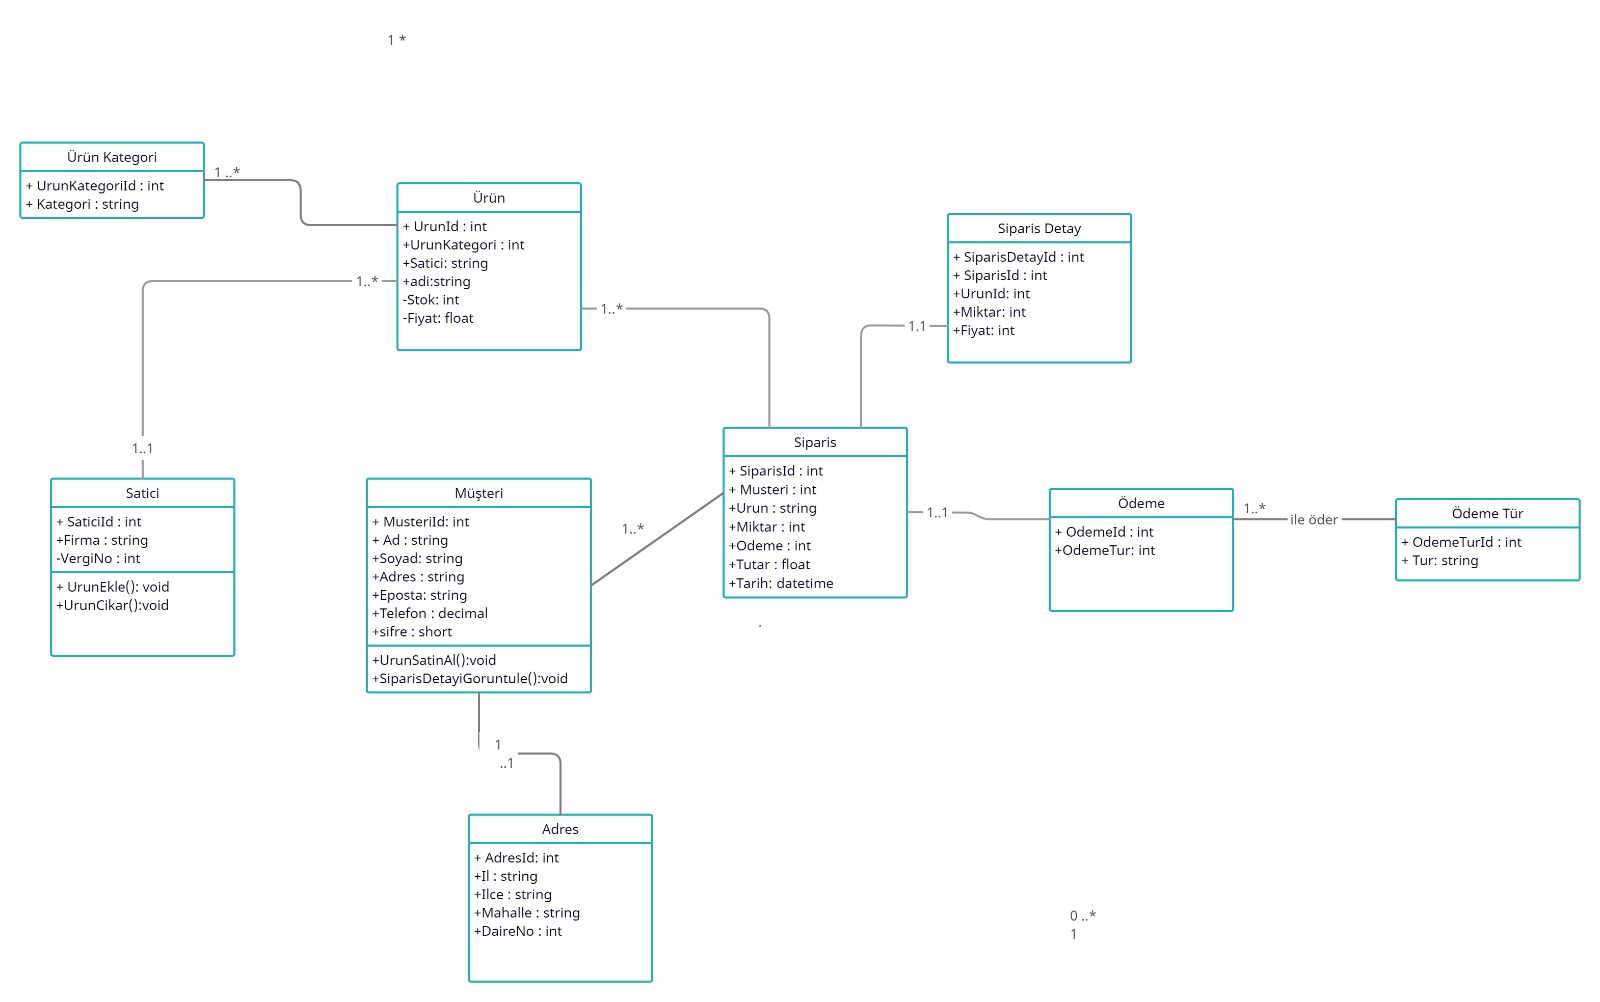 1 *
Ürün Kategori
+ UrunKategoriId : int
+ Kategori : string
1 ..*
Ürün
+ UrunId : int
+UrunKategori : int
+Satici: string
+adi:string
-Stok: int
-Fiyat: float
1..*
1..*
Siparis Detay
+ SiparisDetayId : int
+ SiparisId : int
+UrunId: int
+Miktar: int
+Fiyat: int
1.1
1..1
Satici
+ SaticiId : int
+Firma : string
-VergiNo : int
+ UrunEkle(): void
+UrunCikar():void
Müşteri
+ MusteriId: int
+ Ad : string
+Soyad: string
+Adres : string
+Eposta: string
+Telefon : decimal
+sifre : short
+UrunSatinAl():void
+SiparisDetayiGoruntule():void
1..*
Siparis
+ SiparisId : int
+ Musteri : int
+Urun : string
+Miktar : int
+Odeme : int
+Tutar : float
+Tarih: datetime
.
1..1
Ödeme
+ OdemeId : int
+OdemeTur: int
1..*
ile öder
Ödeme Tür
+ OdemeTurId : int
+ Tur: string
1
..1
Adres
+ AdresId: int
+Il : string
+Ilce : string
+Mahalle : string
+DaireNo : int
0 ..*
1